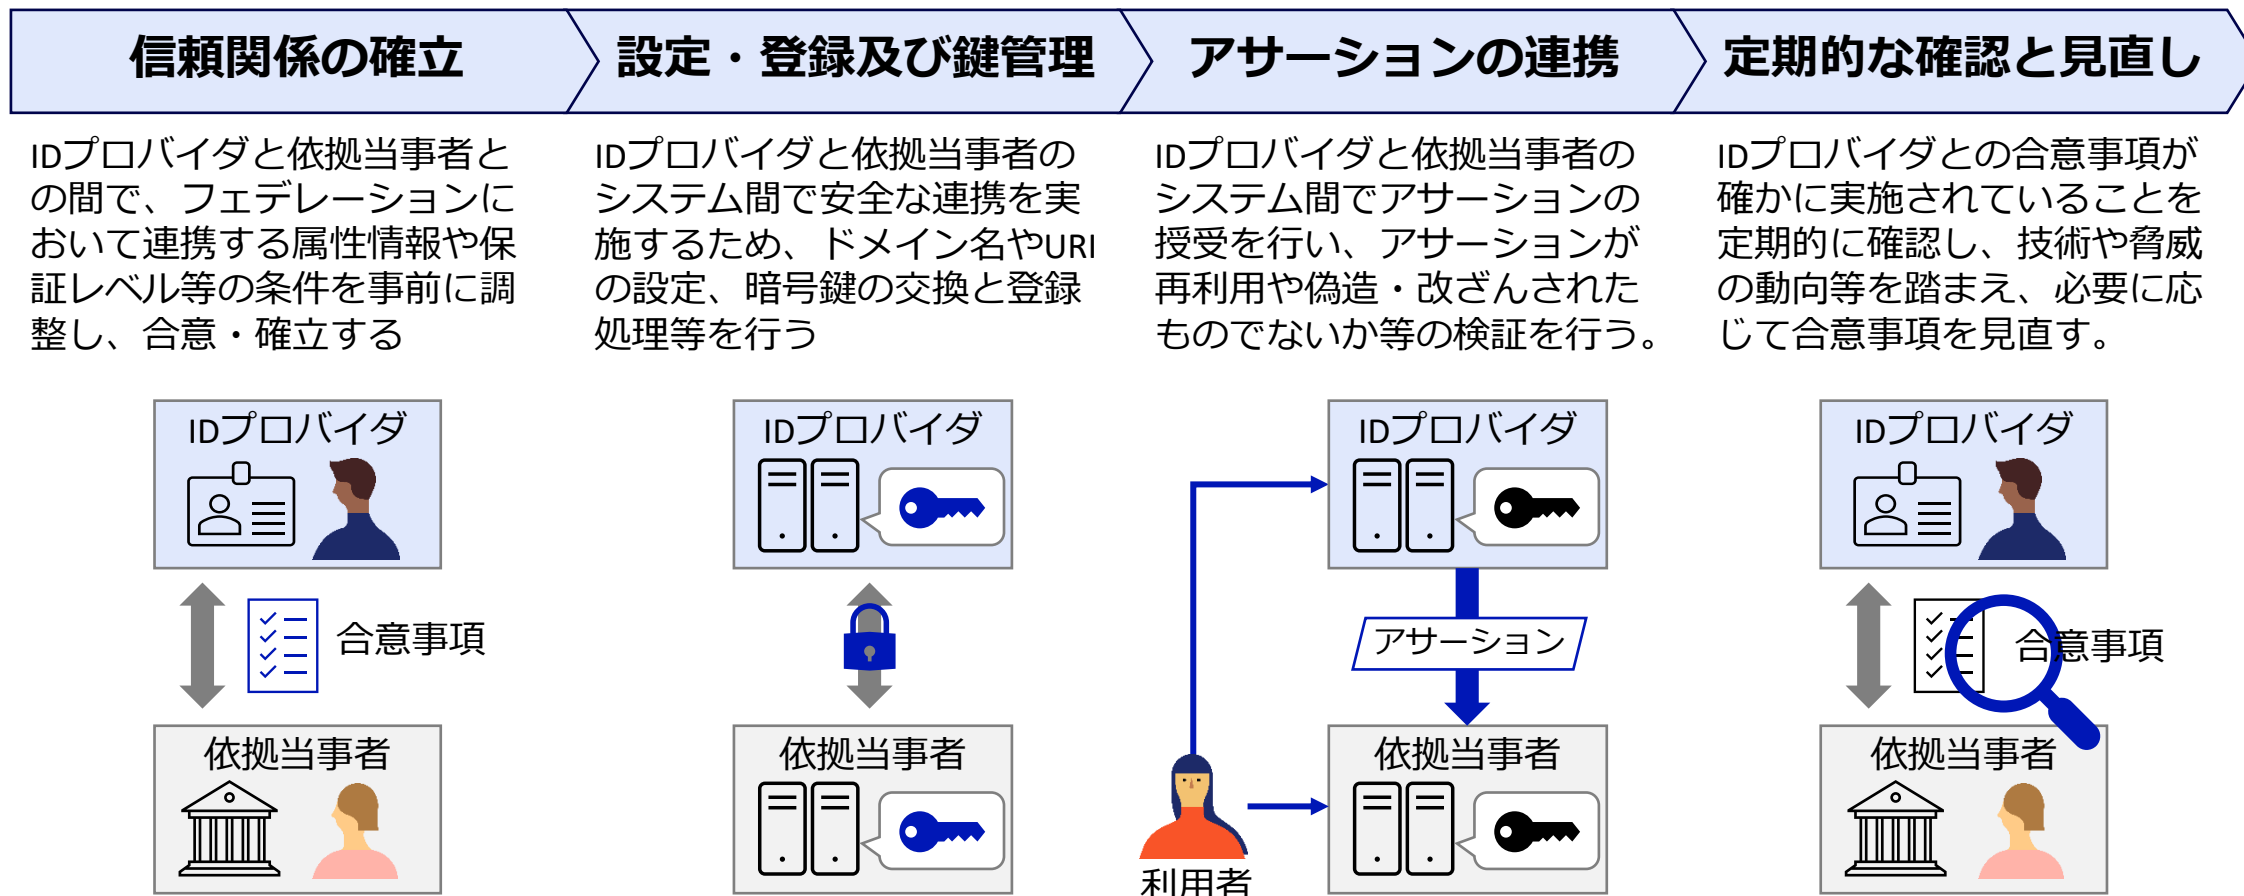 信頼関係の確立
設定・登録及び鍵管理
アサーションの連携
定期的な確認と見直し
IDプロバイダと依拠当事者と
の間で、フェデレーションに
おいて連携する属性情報や保
証レベル等の条件を事前に調
整し、合意・確立する
IDプロバイダと依拠当事者の
システム間で安全な連携を実
施するため、ドメイン名やURI
の設定、暗号鍵の交換と登録
処理等を行う
IDプロバイダと依拠当事者の
システム間でアサーションの
授受を行い、アサーションが
再利用や偽造・改ざんされた
ものでないか等の検証を行う。
IDプロバイダとの合意事項が
確かに実施されていることを
定期的に確認し、技術や脅威
の動向等を踏まえ、必要に応
じて合意事項を見直す。
IDプロバイダ
合意事項
依拠当事者
IDプロバイダ
依拠当事者
IDプロバイダ
アサーション
依拠当事者
利用者
IDプロバイダ
合意事項
依拠当事者